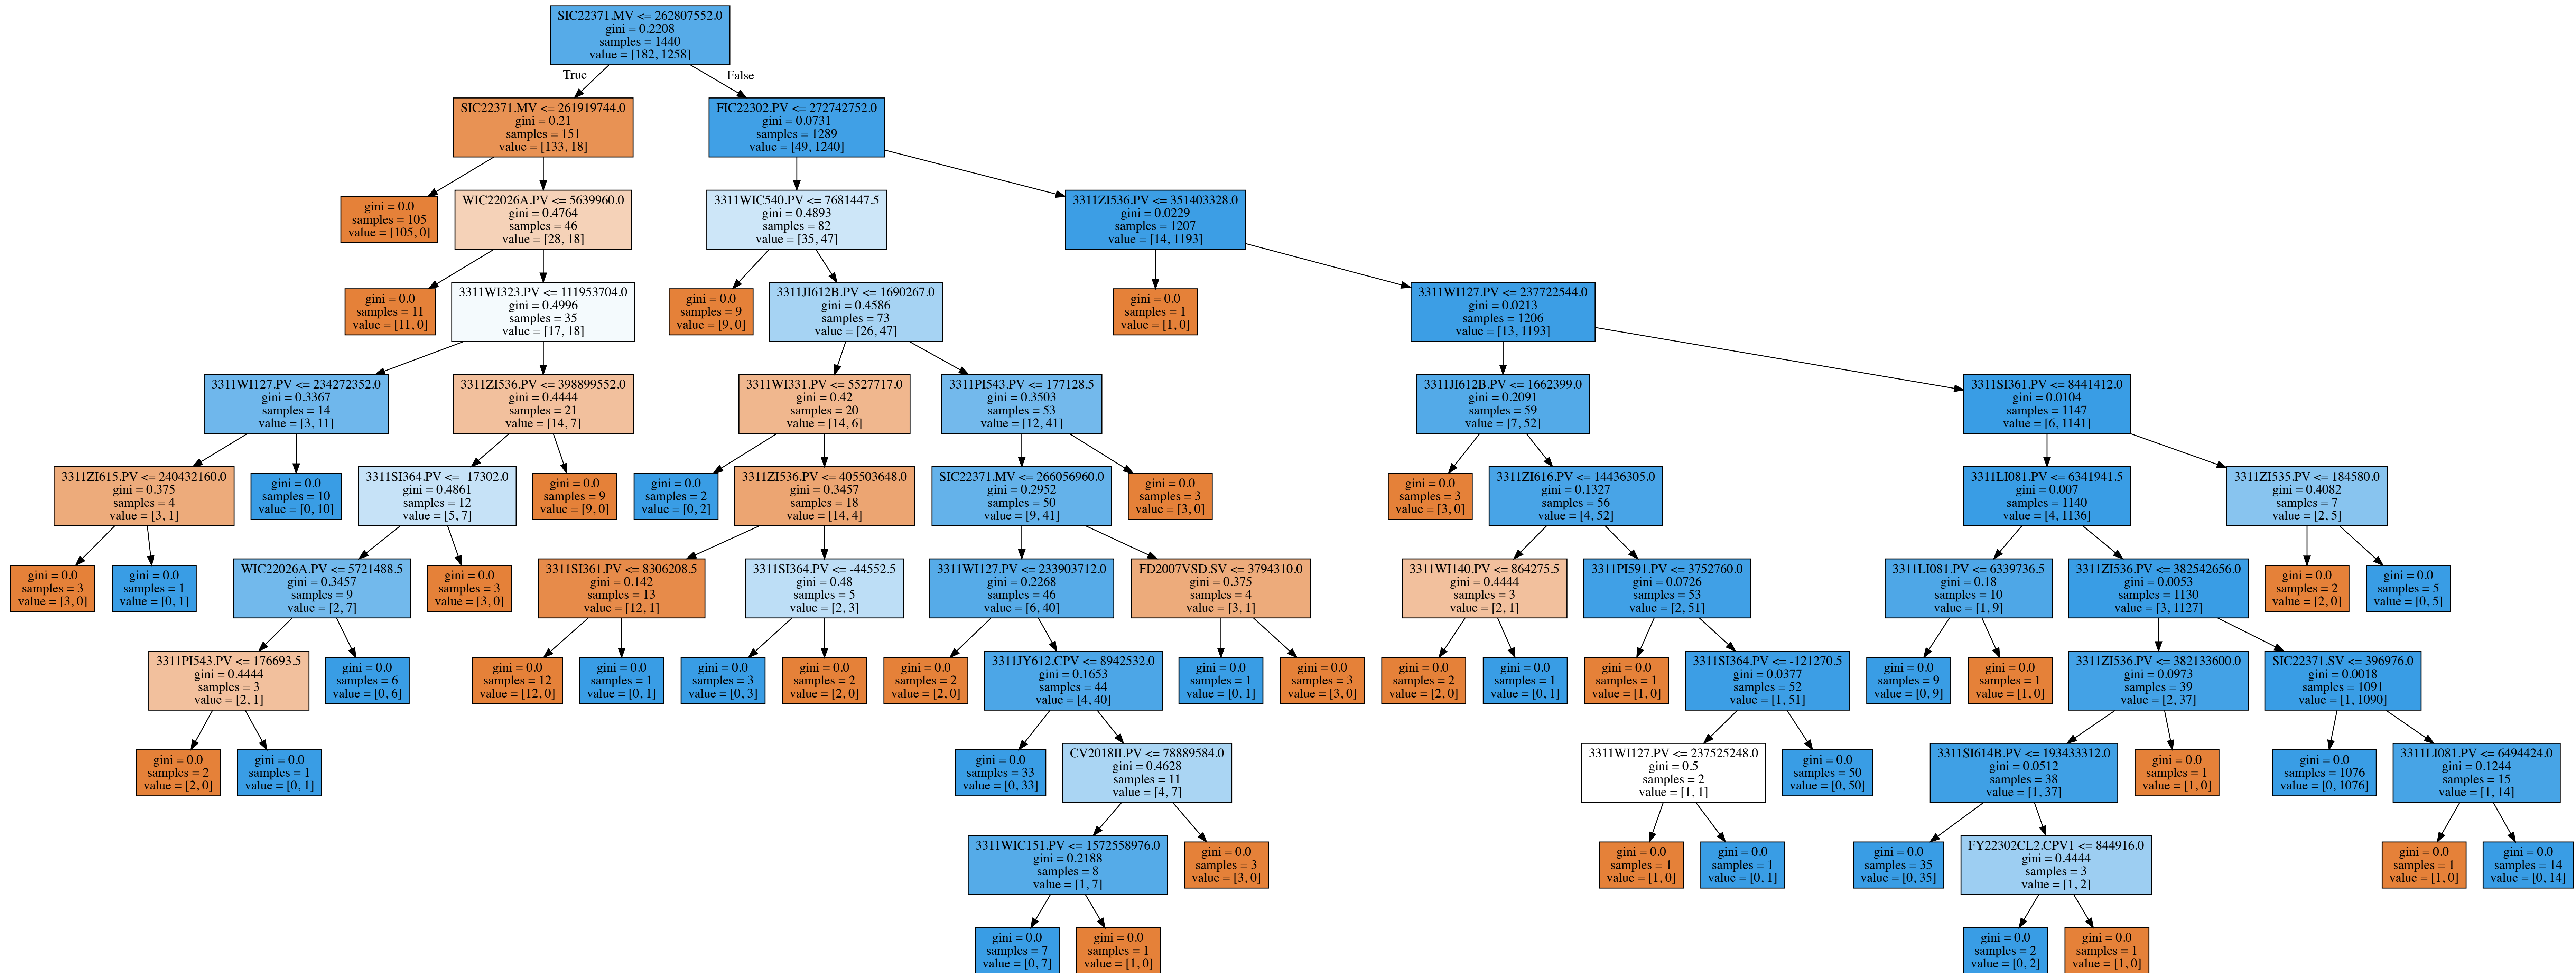 SIC22371.MV <= 262807552.0
gini = 0.2208
samples = 1440
value = [182, 1258]
True
False
SIC22371.MV <= 261919744.0
gini = 0.21
samples = 151
value = [133, 18]
FIC22302.PV <= 272742752.0
gini = 0.0731
samples = 1289
value = [49, 1240]
gini = 0.0
samples = 105
value = [105, 0]
WIC22026A.PV <= 5639960.0
gini = 0.4764
samples = 46
value = [28, 18]
3311WIC540.PV <= 7681447.5
gini = 0.4893
samples = 82
value = [35, 47]
3311ZI536.PV <= 351403328.0
gini = 0.0229
samples = 1207
value = [14, 1193]
gini = 0.0
samples = 11
value = [11, 0]
3311WI323.PV <= 111953704.0
gini = 0.4996
samples = 35
value = [17, 18]
gini = 0.0
samples = 9
value = [9, 0]
3311JI612B.PV <= 1690267.0
gini = 0.4586
samples = 73
value = [26, 47]
gini = 0.0
samples = 1
value = [1, 0]
3311WI127.PV <= 237722544.0
gini = 0.0213
samples = 1206
value = [13, 1193]
3311WI127.PV <= 234272352.0
gini = 0.3367
samples = 14
value = [3, 11]
3311ZI536.PV <= 398899552.0
gini = 0.4444
samples = 21
value = [14, 7]
3311WI331.PV <= 5527717.0
gini = 0.42
samples = 20
value = [14, 6]
3311PI543.PV <= 177128.5
gini = 0.3503
samples = 53
value = [12, 41]
3311JI612B.PV <= 1662399.0
gini = 0.2091
samples = 59
value = [7, 52]
3311SI361.PV <= 8441412.0
gini = 0.0104
samples = 1147
value = [6, 1141]
3311ZI615.PV <= 240432160.0
gini = 0.375
samples = 4
value = [3, 1]
gini = 0.0
samples = 10
value = [0, 10]
3311SI364.PV <= -17302.0
gini = 0.4861
samples = 12
value = [5, 7]
gini = 0.0
samples = 9
value = [9, 0]
gini = 0.0
samples = 2
value = [0, 2]
3311ZI536.PV <= 405503648.0
gini = 0.3457
samples = 18
value = [14, 4]
SIC22371.MV <= 266056960.0
gini = 0.2952
samples = 50
value = [9, 41]
gini = 0.0
samples = 3
value = [3, 0]
gini = 0.0
samples = 3
value = [3, 0]
3311ZI616.PV <= 14436305.0
gini = 0.1327
samples = 56
value = [4, 52]
3311LI081.PV <= 6341941.5
gini = 0.007
samples = 1140
value = [4, 1136]
3311ZI535.PV <= 184580.0
gini = 0.4082
samples = 7
value = [2, 5]
gini = 0.0
samples = 3
value = [3, 0]
gini = 0.0
samples = 1
value = [0, 1]
WIC22026A.PV <= 5721488.5
gini = 0.3457
samples = 9
value = [2, 7]
gini = 0.0
samples = 3
value = [3, 0]
3311SI361.PV <= 8306208.5
gini = 0.142
samples = 13
value = [12, 1]
3311SI364.PV <= -44552.5
gini = 0.48
samples = 5
value = [2, 3]
3311WI127.PV <= 233903712.0
gini = 0.2268
samples = 46
value = [6, 40]
FD2007VSD.SV <= 3794310.0
gini = 0.375
samples = 4
value = [3, 1]
3311WI140.PV <= 864275.5
gini = 0.4444
samples = 3
value = [2, 1]
3311PI591.PV <= 3752760.0
gini = 0.0726
samples = 53
value = [2, 51]
3311LI081.PV <= 6339736.5
gini = 0.18
samples = 10
value = [1, 9]
3311ZI536.PV <= 382542656.0
gini = 0.0053
samples = 1130
value = [3, 1127]
gini = 0.0
samples = 2
value = [2, 0]
gini = 0.0
samples = 5
value = [0, 5]
3311PI543.PV <= 176693.5
gini = 0.4444
samples = 3
value = [2, 1]
gini = 0.0
samples = 6
value = [0, 6]
gini = 0.0
samples = 12
value = [12, 0]
gini = 0.0
samples = 1
value = [0, 1]
gini = 0.0
samples = 3
value = [0, 3]
gini = 0.0
samples = 2
value = [2, 0]
gini = 0.0
samples = 2
value = [2, 0]
3311JY612.CPV <= 8942532.0
gini = 0.1653
samples = 44
value = [4, 40]
gini = 0.0
samples = 1
value = [0, 1]
gini = 0.0
samples = 3
value = [3, 0]
gini = 0.0
samples = 2
value = [2, 0]
gini = 0.0
samples = 1
value = [0, 1]
gini = 0.0
samples = 1
value = [1, 0]
3311SI364.PV <= -121270.5
gini = 0.0377
samples = 52
value = [1, 51]
gini = 0.0
samples = 9
value = [0, 9]
gini = 0.0
samples = 1
value = [1, 0]
3311ZI536.PV <= 382133600.0
gini = 0.0973
samples = 39
value = [2, 37]
SIC22371.SV <= 396976.0
gini = 0.0018
samples = 1091
value = [1, 1090]
gini = 0.0
samples = 2
value = [2, 0]
gini = 0.0
samples = 1
value = [0, 1]
gini = 0.0
samples = 33
value = [0, 33]
CV2018II.PV <= 78889584.0
gini = 0.4628
samples = 11
value = [4, 7]
3311WI127.PV <= 237525248.0
gini = 0.5
samples = 2
value = [1, 1]
gini = 0.0
samples = 50
value = [0, 50]
3311SI614B.PV <= 193433312.0
gini = 0.0512
samples = 38
value = [1, 37]
gini = 0.0
samples = 1
value = [1, 0]
gini = 0.0
samples = 1076
value = [0, 1076]
3311LI081.PV <= 6494424.0
gini = 0.1244
samples = 15
value = [1, 14]
3311WIC151.PV <= 1572558976.0
gini = 0.2188
samples = 8
value = [1, 7]
gini = 0.0
samples = 3
value = [3, 0]
gini = 0.0
samples = 1
value = [1, 0]
gini = 0.0
samples = 1
value = [0, 1]
gini = 0.0
samples = 35
value = [0, 35]
FY22302CL2.CPV1 <= 844916.0
gini = 0.4444
samples = 3
value = [1, 2]
gini = 0.0
samples = 1
value = [1, 0]
gini = 0.0
samples = 14
value = [0, 14]
gini = 0.0
samples = 7
value = [0, 7]
gini = 0.0
samples = 1
value = [1, 0]
gini = 0.0
samples = 2
value = [0, 2]
gini = 0.0
samples = 1
value = [1, 0]